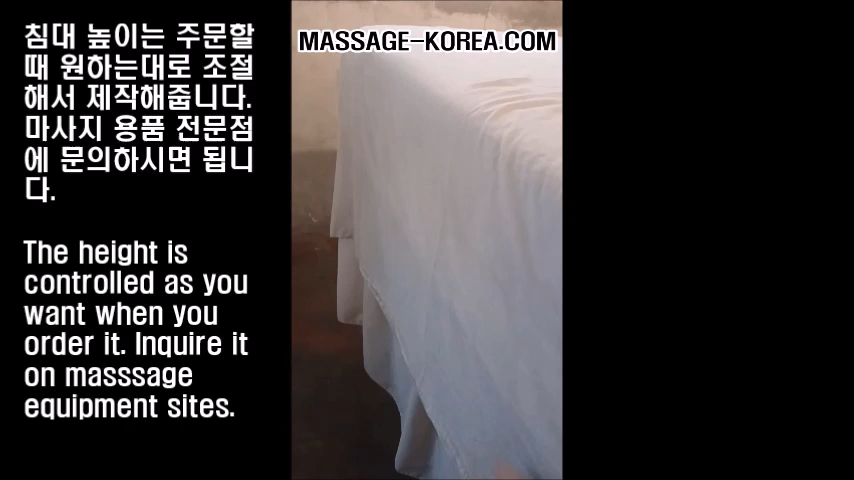 침대 높이는 주문할
때 원하는대로 조절
해서 제작해줍니다.
마사지 용품 전문점
에 문의하시면 됩니
다.
The height is
controlled as you
want when you
order it. Inquire it
on masssage
equipment sites.
MASSAGE-KOREA.COM